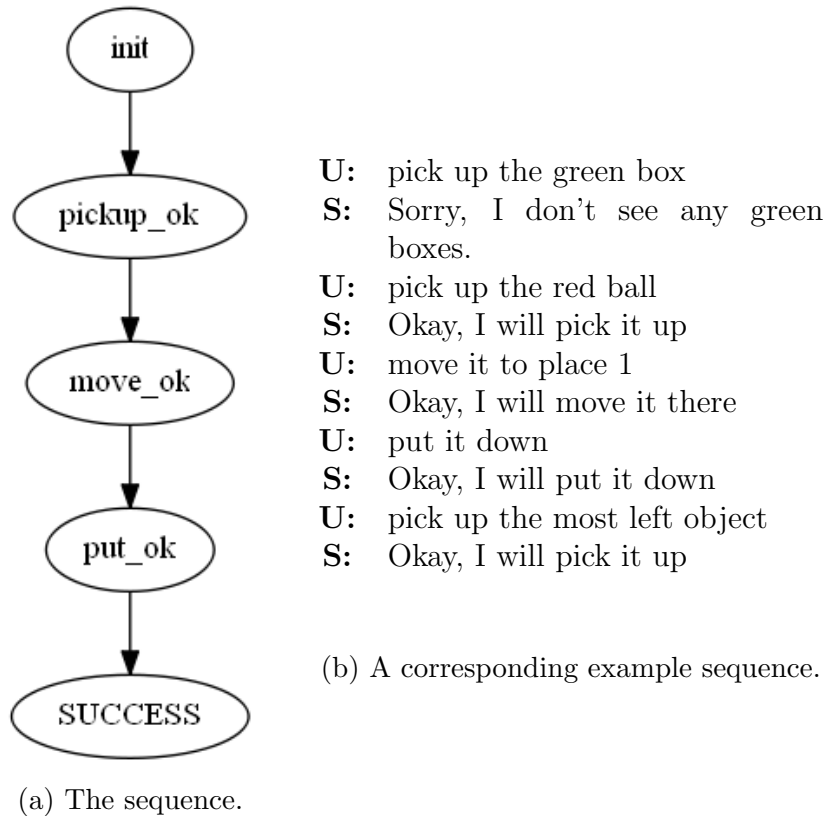 init
pickup_ok
move_ok
put_ok
SUCCESS
(a) The sequence.
U: pick up the green box
S: Sorry, I don't see any green
boxes.
U: pick up the red ball
S: Okay, I will pick it up
U: move it to place 1
S: Okay, I will move it there
U: put it down
S: Okay, I will put it down
U: pick up the most left object
S: Okay, I will pick it up
(b) A corresponding example sequence.